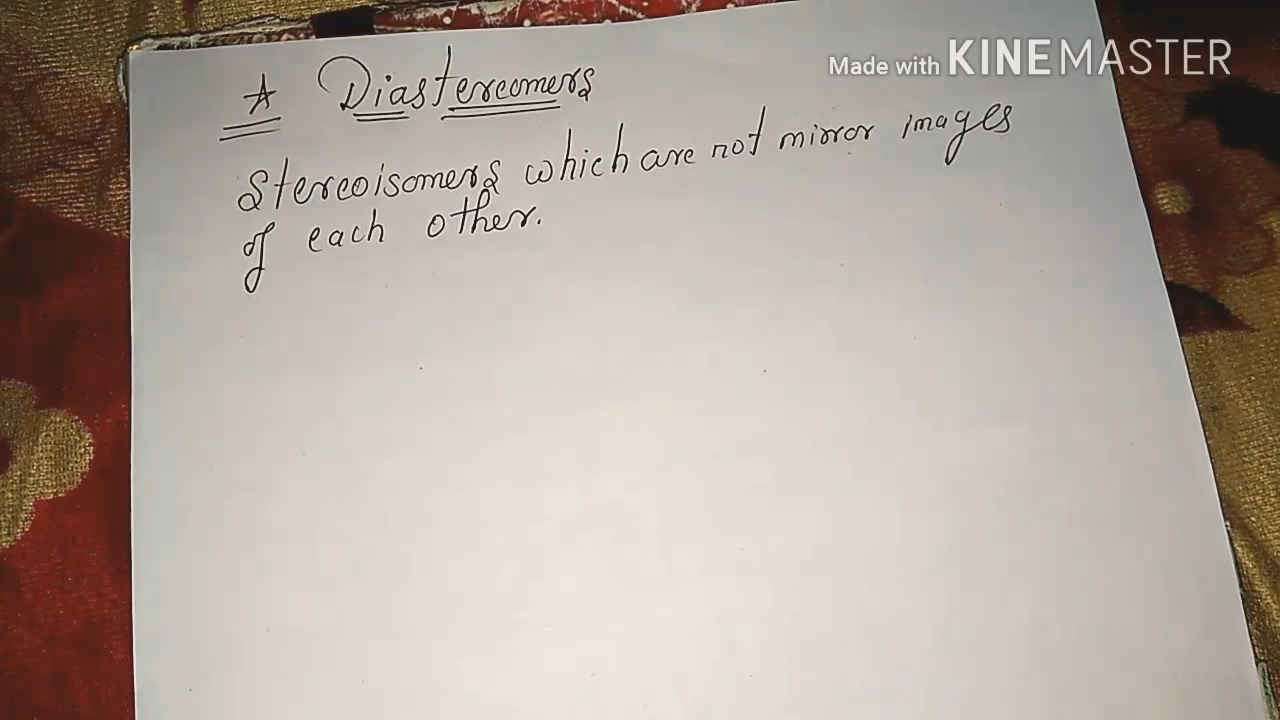 Made with KINEMASTER
☆ Diastereomers
Stereoisomers which are not mirror images
of each other.